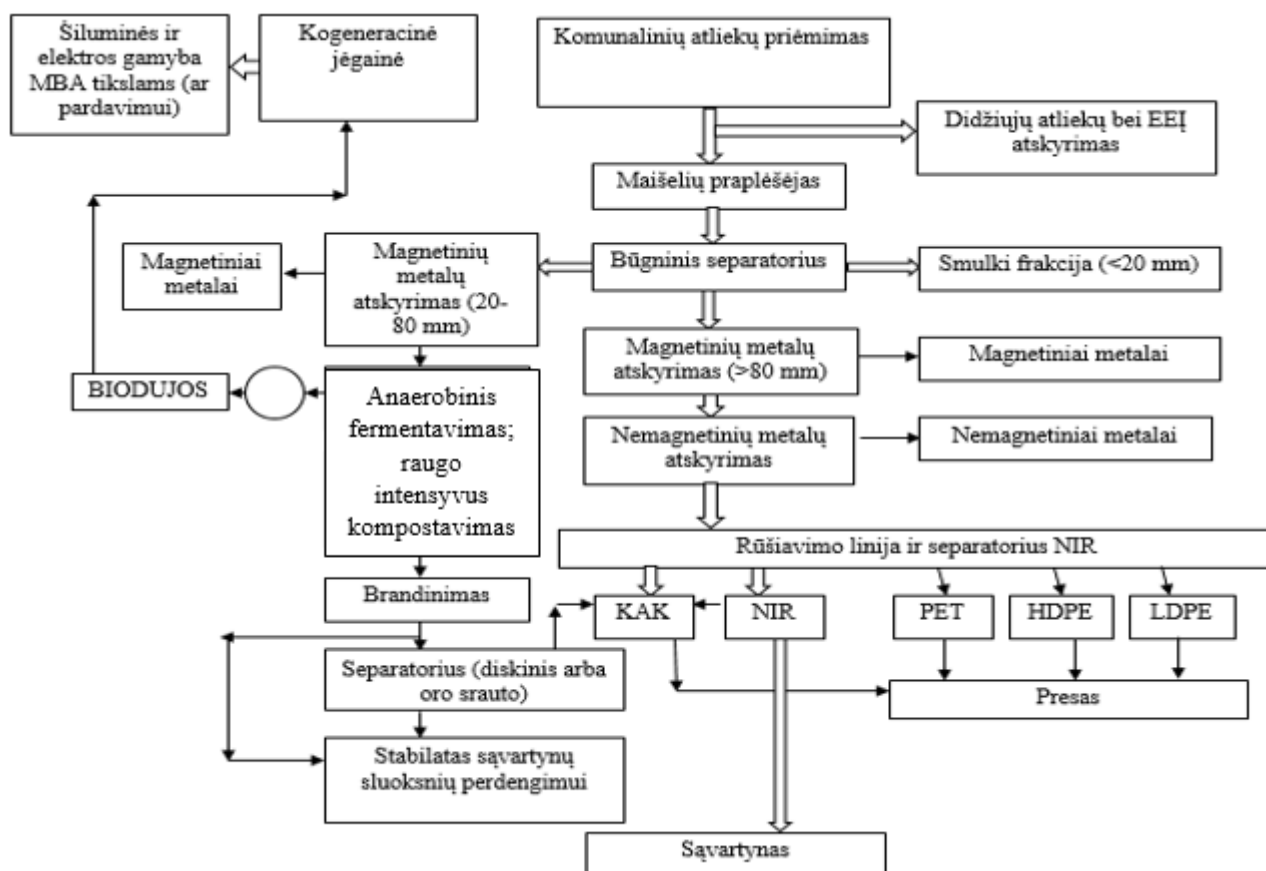 Šiluminės ir
elektros gamyba
MBA tikslams (ar
pardavimui)
Kogeneracinė
jėgainė
Komunalinių atliekų priėmimas
Didžiųjų atliekų bei EEĮ
atskyrimas
Maišelių praplėšėjas
Magnetiniai
metalai
Magnetinių
metalų
atskyrimas (20-
80 mm)
Būgninis separatorius
Smulki frakcija (<20 mm)
Magnetinių metalų
atskyrimas (>80 mm)
Magnetiniai metalai
BIODUJOS
Anaerobinis
fermentavimas;
raugo
intensyvus
kompostavimas
Nemagnetinių metalų
atskyrimas
Nemagnetiniai metalai
Rūšiavimo linija ir separatorius NIR
Brandinimas
KAK
NIR
PET
HDPE
LDPE
Separatorius (diskinis arba
oro srauto)
Presas
Stabilatas sąvartynų
sluoksnių perdengimui
Sąvartynas